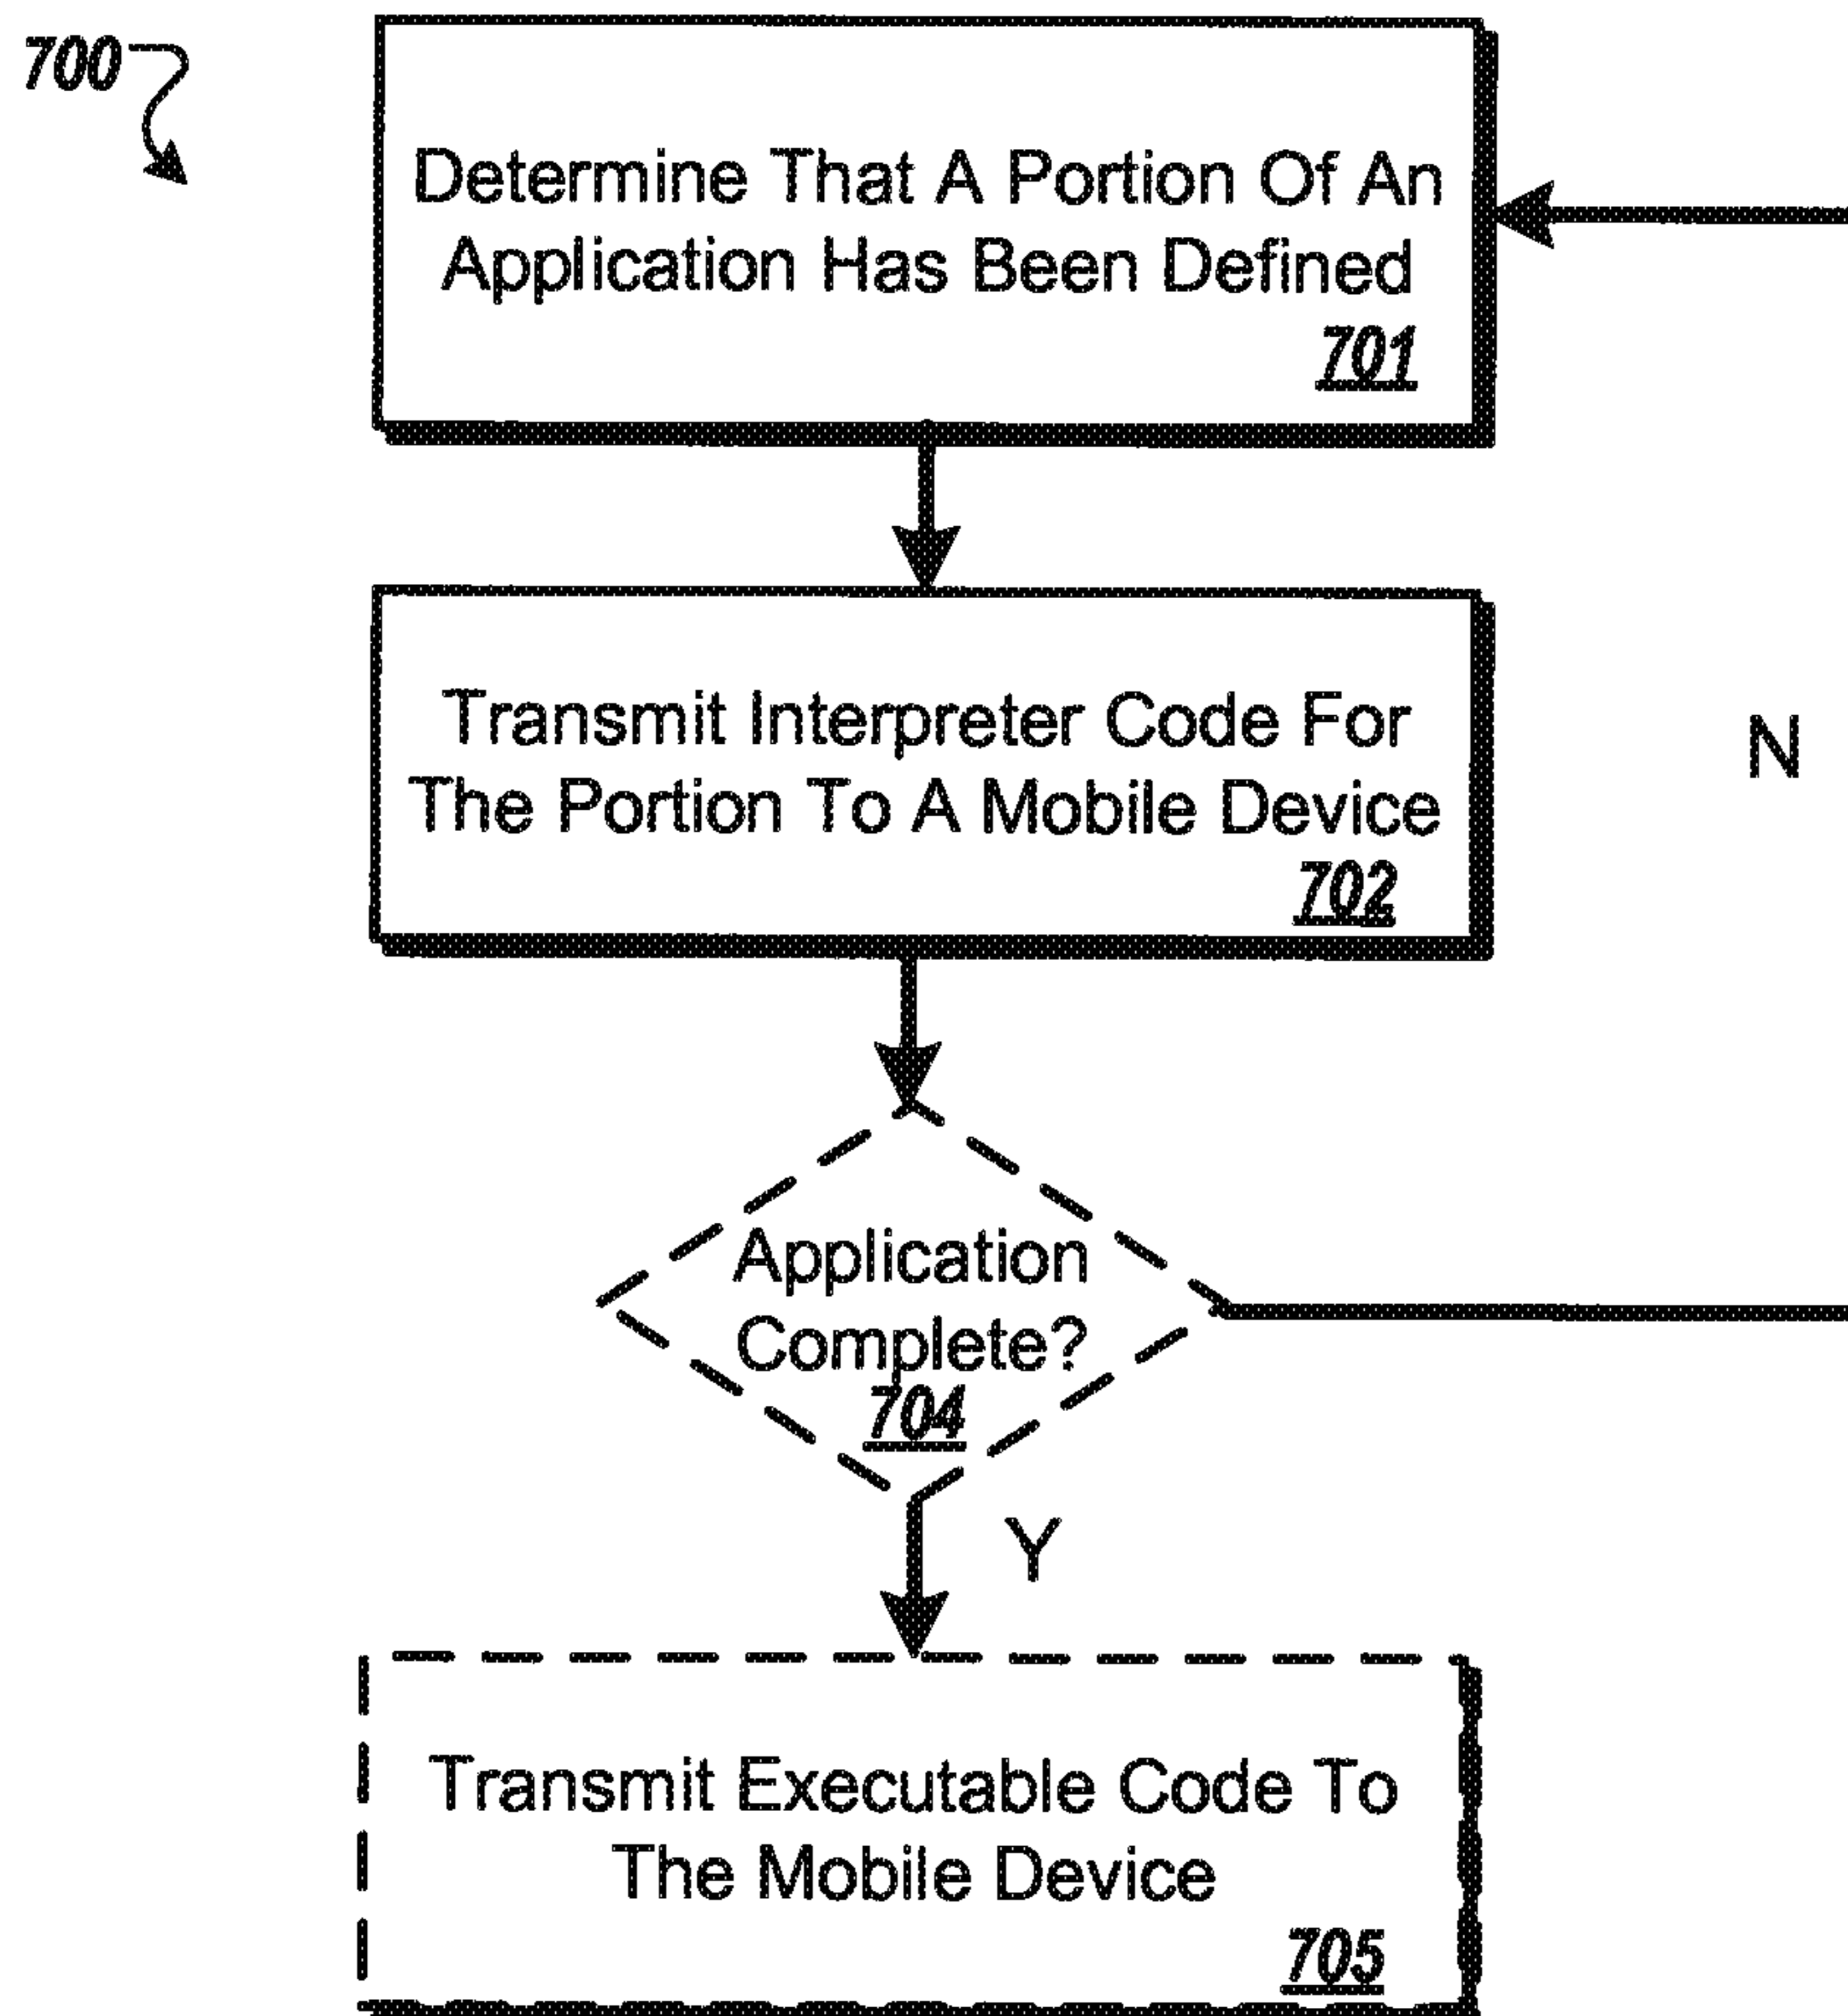 700
Determine That A Portion Of An
Application Has Been Defined
701
Transmit Interpreter Code For
The Portion To A Mobile Device
702
N
Application
Complete?
704
Y
Transmit Executable Code To
The Mobile Device
705